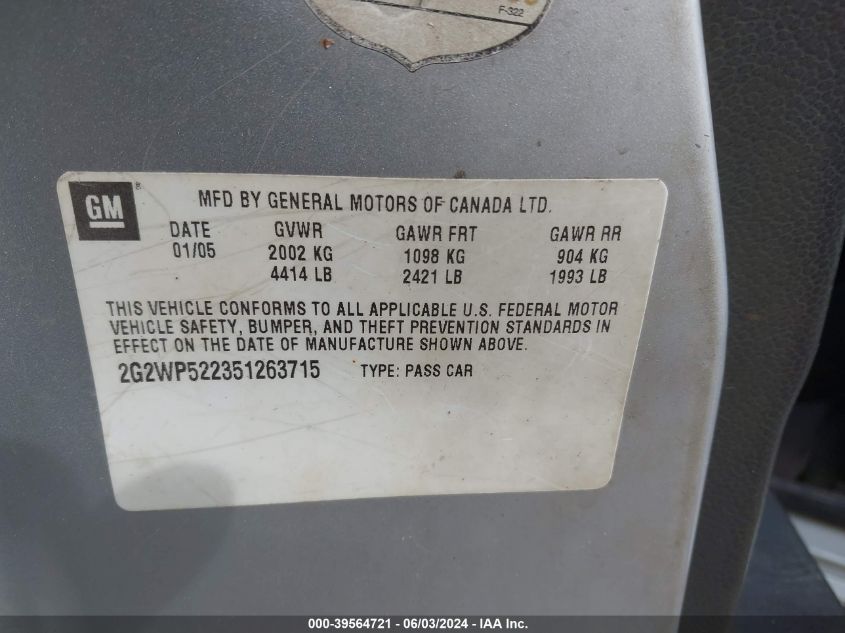 F-322
GM
MFD BY GENERAL MOTORS OF CANADA LTD.
DATE GVWR GAWR FRT GAWR RR
01/05 2002 KG 1098 KG 904 KG
4414 LB 2421 LB 1993 LB
THIS VEHICLE CONFORMS TO ALL APPLICABLE U.S. FEDERAL MOTOR
VEHICLE SAFETY, BUMPER, AND THEFT PREVENTION STANDARDS IN
EFFECT ON THE DATE OF MANUFACTURE SHOWN ABOVE.
2G2WP522351263715 TYPE: PASS CAR
000-39564721 - 06/03/2024 - IAA Inc.